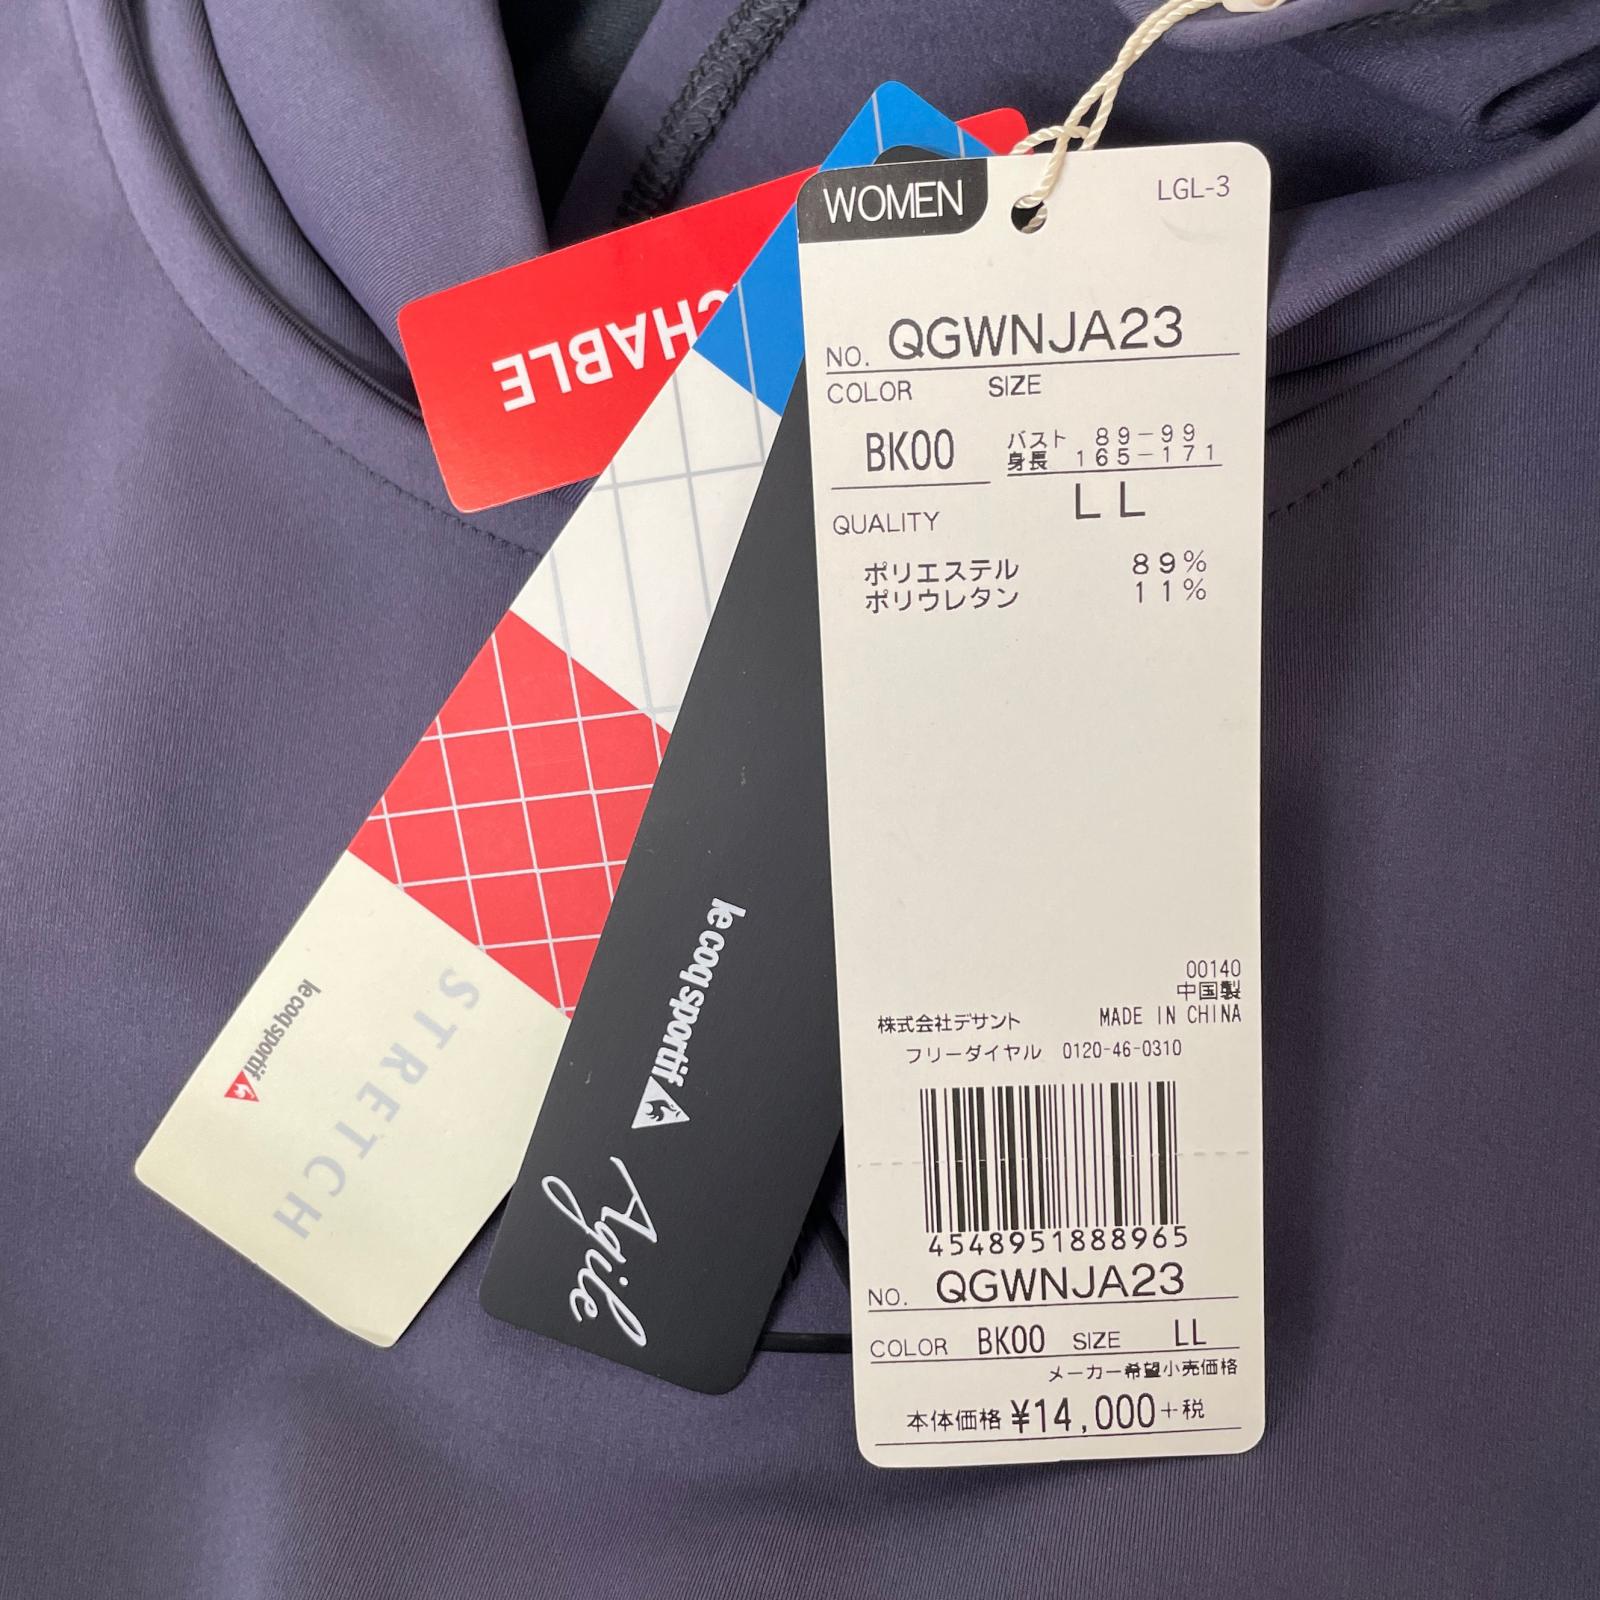 WOMEN
LGL-3
NO. QGWNJA23
COLOR SIZE
BK00
バスト 89-99
身長 165-171
LL
QUALITY
ポリエステル 89%
ポリウレタン 11%
00140
中国製
株式会社デサント MADE IN CHINA
フリーダイヤル 0120-46-0310
4548951888965
NO. QGWNJA23
COLOR BK00 SIZE LL
メーカー希望小売価格
本体価格 ¥14,000+税
le coq sportif
Agile
le coq sportif
STRETCH